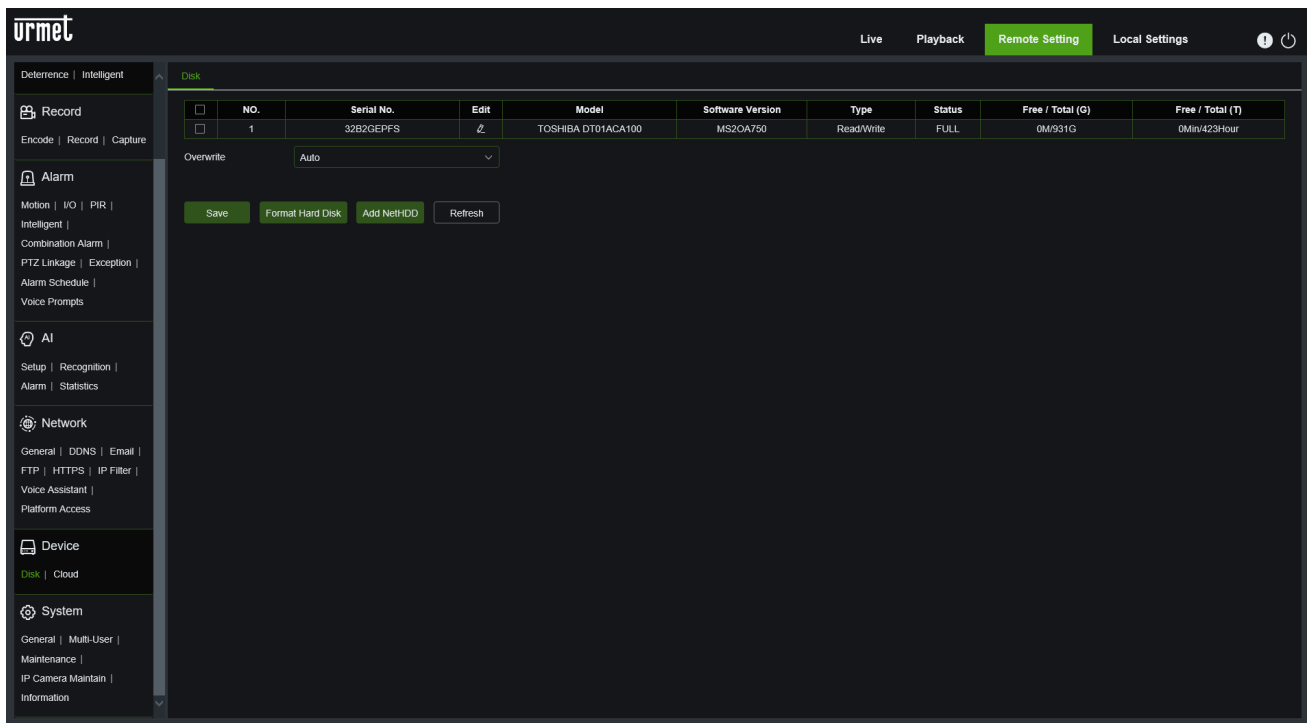 urmet
Live Playback Remote Setting Local Settings
Deterrence | Intelligent
Record
Encode | Record | Capture
Alarm
Motion | I/O | PIR |
Intelligent |
Combination Alarm |
PTZ Linkage | Exception |
Alarm Schedule |
Voice Prompts
AI
Setup | Recognition |
Alarm | Statistics
Network
General | DDNS | Email |
FTP | HTTPS | IP Filter |
Voice Assistant |
Platform Access
Device
Disk | Cloud
System
General | Multi-User |
Maintenance |
IP Camera Maintain |
Information
Disk
NO. Serial No. Edit Model Software Version Type Status Free / Total (G) Free / Total (T)
1 32B2GEPFS TOSHIBA DT01ACA100 MS2OA750 Read/Write FULL 0M/931G 0Min/423Hour
Overwrite Auto
Save Format Hard Disk Add NetHDD Refresh